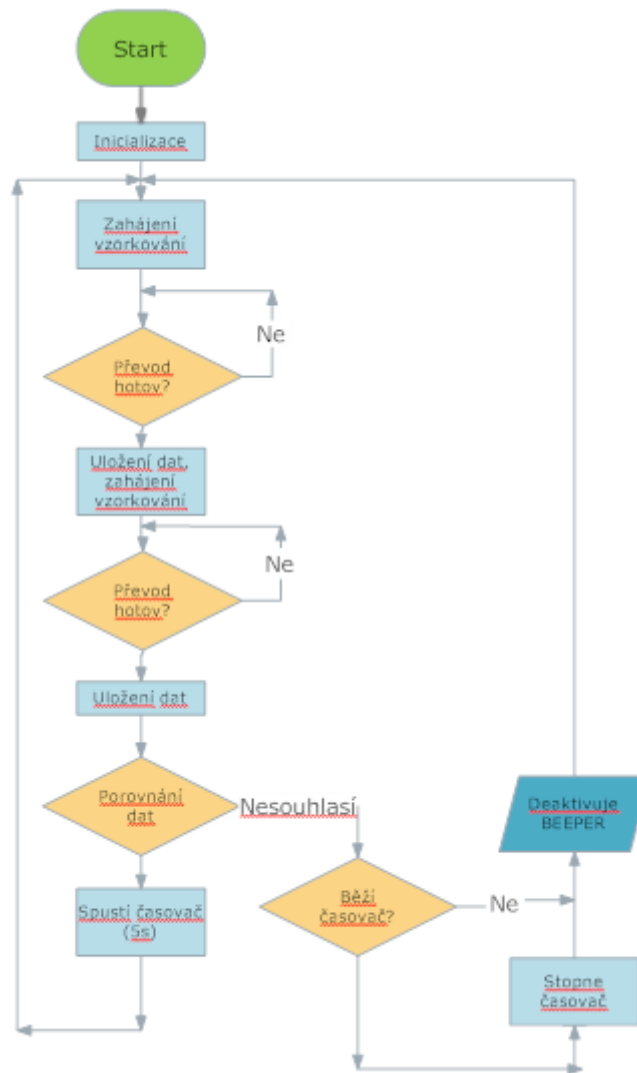 Start
Inicializace
Zahájení
vzorkování
Ne
Převod
hotov?
Uložení dat,
zahájení
vzorkování
Ne
Převod
hotov?
Uložení dat
Porovnání
dat
Nesouhlasí
Deaktivuje
BEEPER
Spustí časovač
(5s)
Běží
časovač?
Ne
Stopne
časovač